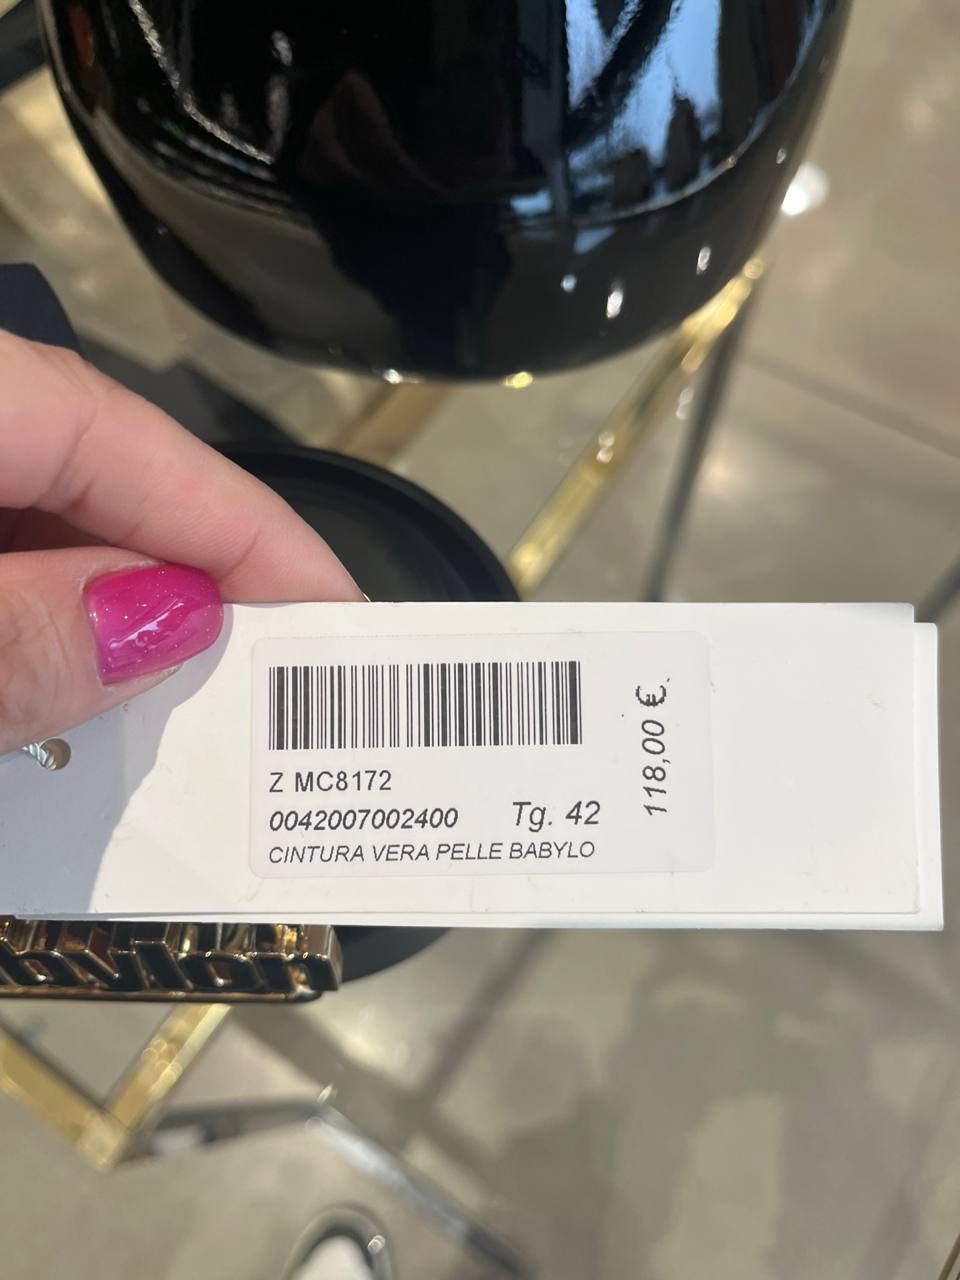 Z MC8172
0042007002400 Tg. 42
CINTURA VERA PELLE BABYLO
118,00 €